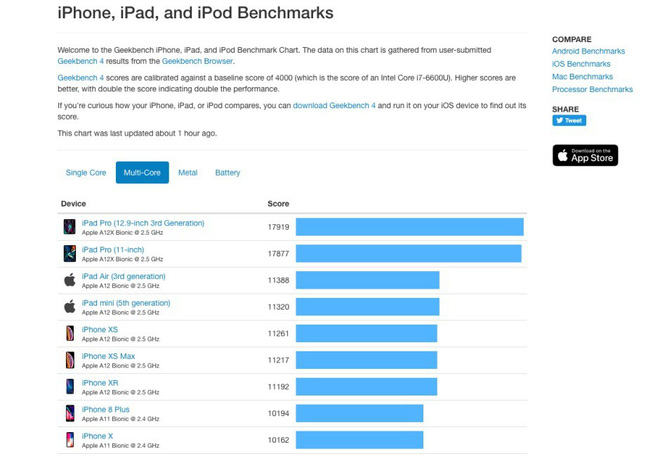 iPhone, iPad, and iPod Benchmarks
Welcome to the Geekbench iPhone, iPad, and iPod Benchmark Chart. The data on this chart is gathered from user-submitted
Geekbench 4 results from the Geekbench Browser.
Geekbench 4 scores are calibrated against a baseline score of 4000 (which is the score of an Intel Core i7-6600U). Higher scores are
better, with double the score indicating double the performance.
If you're curious how your iPhone, iPad, or iPod compares, you can download Geekbench 4 and run it on your iOS device to find out its
score.
This chart was last updated about 1 hour ago.
Single Core Multi-Core Metal Battery
Device Score
iPad Pro (12.9-inch 3rd Generation)
Apple A12X Bionic @ 2.5 GHz
17919
iPad Pro (11-inch)
Apple A12X Bionic @ 2.5 GHz
17877
iPad Air (3rd generation)
Apple A12 Bionic @ 2.5 GHz
11388
iPad mini (5th generation)
Apple A12 Bionic @ 2.5 GHz
11320
iPhone XS
Apple A12 Bionic @ 2.5 GHz
11261
iPhone XS Max
Apple A12 Bionic @ 2.5 GHz
11217
iPhone XR
Apple A12 Bionic @ 2.5 GHz
11192
iPhone 8 Plus
Apple A11 Bionic @ 2.4 GHz
10194
iPhone X
Apple A11 Bionic @ 2.4 GHz
10162
COMPARE
Android Benchmarks
iOS Benchmarks
Mac Benchmarks
Processor Benchmarks
SHARE
Tweet
Download on the
App Store